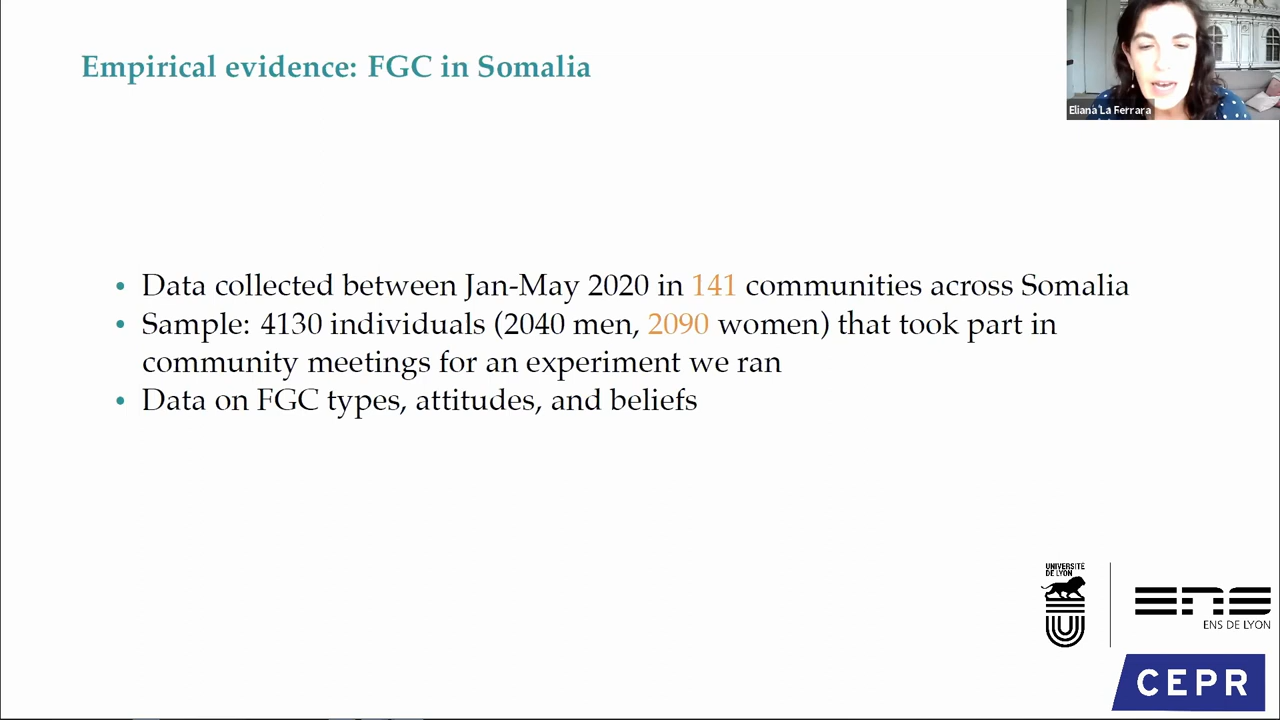 Empirical evidence: FGC in Somalia
Eliana La Ferrara
• Data collected between Jan-May 2020 in 141 communities across Somalia
• Sample: 4130 individuals (2040 men, 2090 women) that took part in
community meetings for an experiment we ran
• Data on FGC types, attitudes, and beliefs
UNIVERSITE
DE LYON
ENS
ENS DE LYON
CEPR